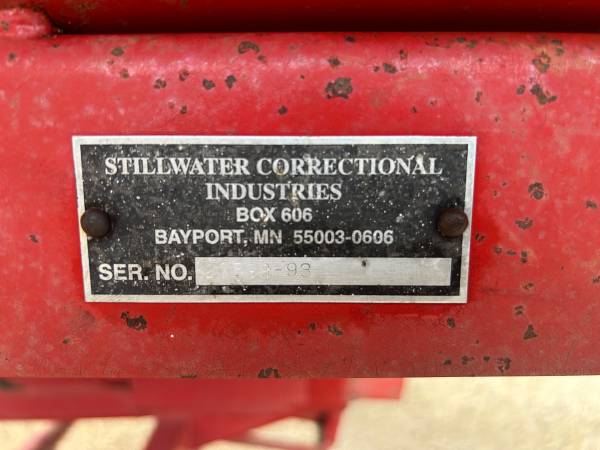 STILLWATER CORRECTIONAL
INDUSTRIES
BOX 606
BAYPORT, MN 55003-0606
SER. NO.